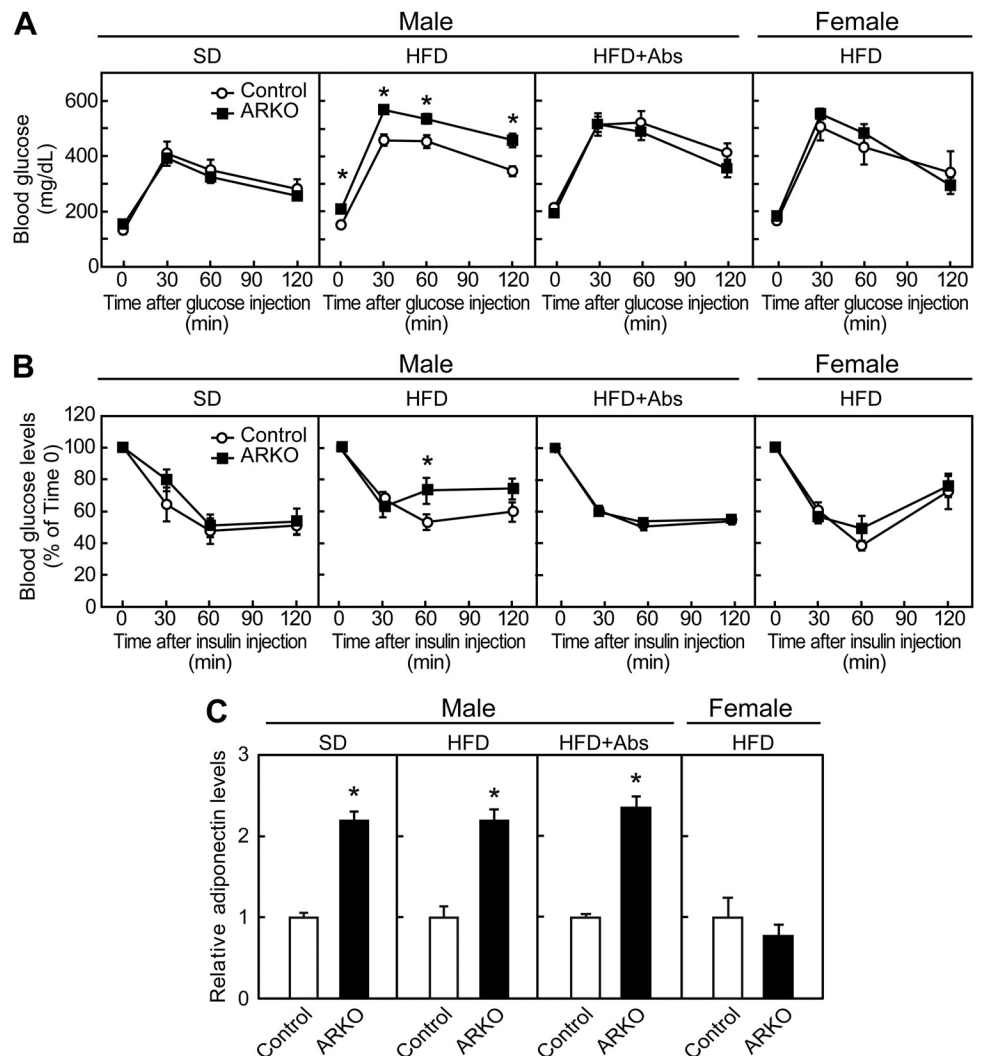 A
Male
Female
SD
HFD
HFD+Abs
HFD
Control
ARKO
* * * *
Blood glucose
(mg/dL)
600
400
200
0
0 30 60 90 120
0 30 60 90 120
0 30 60 90 120
0 30 60 90 120
Time after glucose injection
(min)
Time after glucose injection
(min)
Time after glucose injection
(min)
Time after glucose injection
(min)
B
Male
Female
SD
HFD
HFD+Abs
HFD
Control
ARKO
*
Blood glucose levels
(% of Time 0)
120
100
80
60
40
20
0
0 30 60 90 120
0 30 60 90 120
0 30 60 90 120
0 30 60 90 120
Time after insulin injection
(min)
Time after insulin injection
(min)
Time after insulin injection
(min)
Time after insulin injection
(min)
C
Male
Female
SD
HFD
HFD+Abs
HFD
* * *
Relative adiponectin levels
3
2
1
0
Control
ARKO
Control
ARKO
Control
ARKO
Control
ARKO